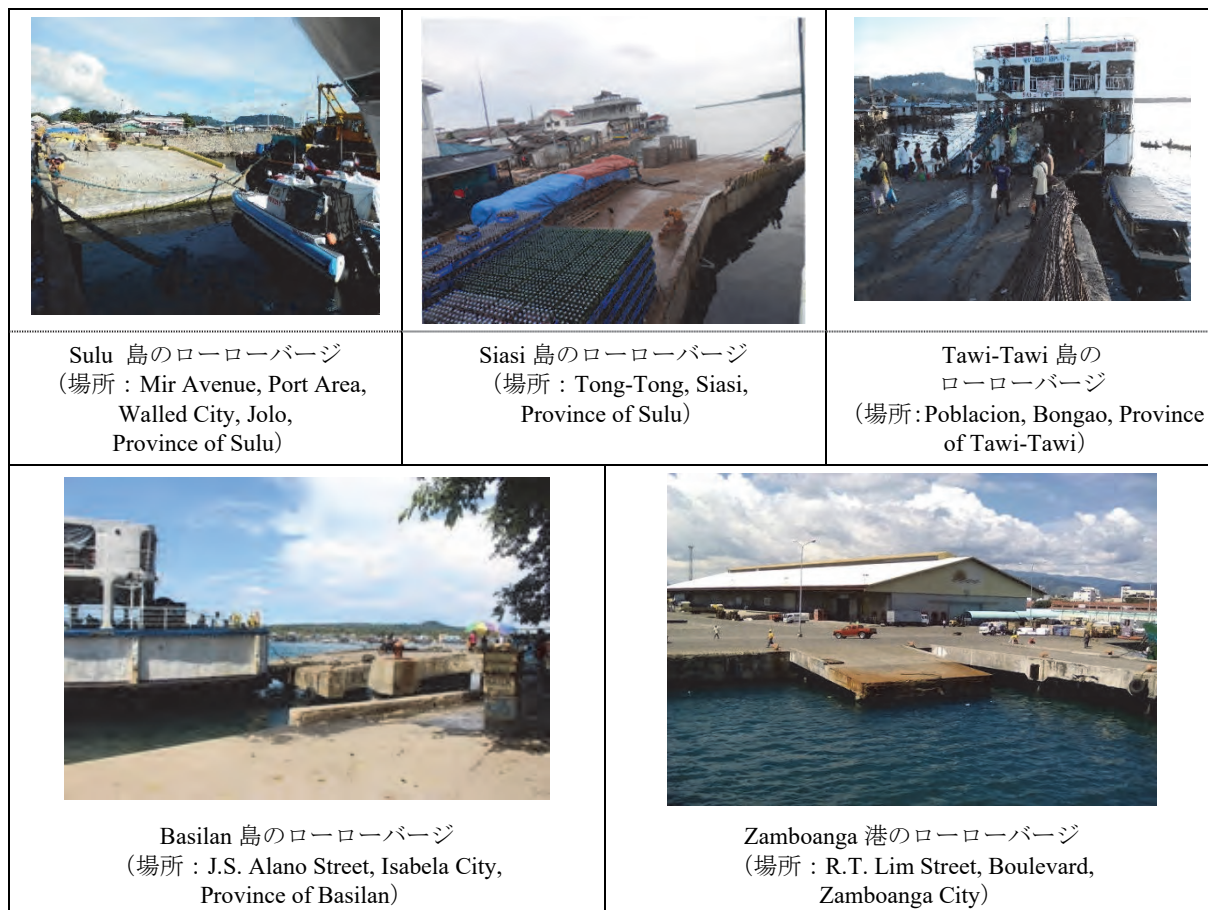 Sulu 島のローローバージ
（場所：Mir Avenue, Port Area,
Walled City, Jolo,
Province of Sulu）
Siasi 島のローローバージ
（場所：Tong-Tong, Siasi,
Province of Sulu）
Tawi-Tawi 島の
ローローバージ
（場所：Poblacion, Bongao, Province
of Tawi-Tawi）
Basilan 島のローローバージ
（場所：J.S. Alano Street, Isabela City,
Province of Basilan）
Zamboanga 港のローローバージ
（場所：R.T. Lim Street, Boulevard,
Zamboanga City）